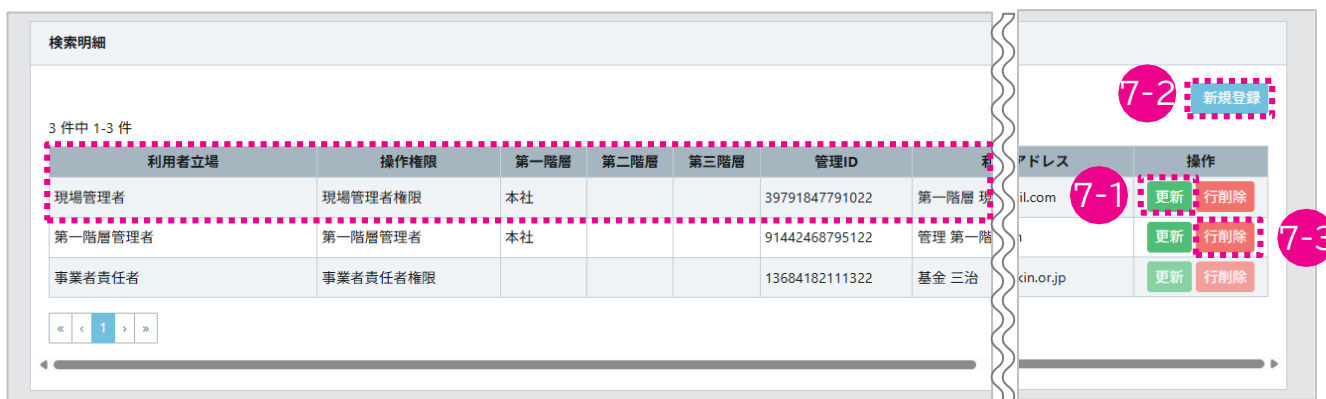 検索明細
7-2 新規登録
3 件中 1-3 件
利用者立場 操作権限 第一階層 第二階層 第三階層 管理ID アドレス 操作
現場管理者 現場管理者権限 本社 39791847791022 第一階層 現 il.com 7-1 更新 行削除
第一階層管理者 第一階層管理者 本社 91442468795122 管理 第一階 更新 行削除 7-3
事業者責任者 事業者責任者権限 13684182111322 基金 三治 kin.or.jp 更新 行削除
« ‹ 1 › »